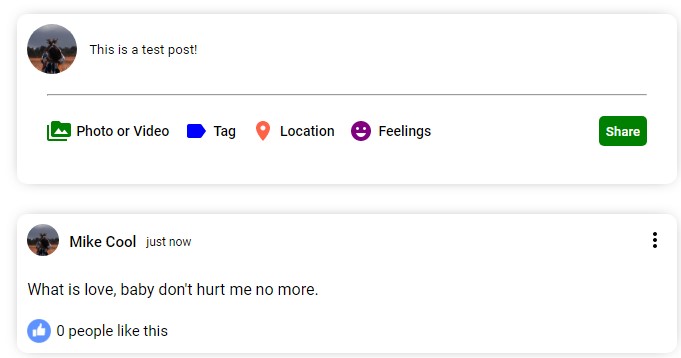 This is a test post!
Photo or Video Tag Location Feelings Share
Mike Cool just now
What is love, baby don't hurt me no more.
0 people like this